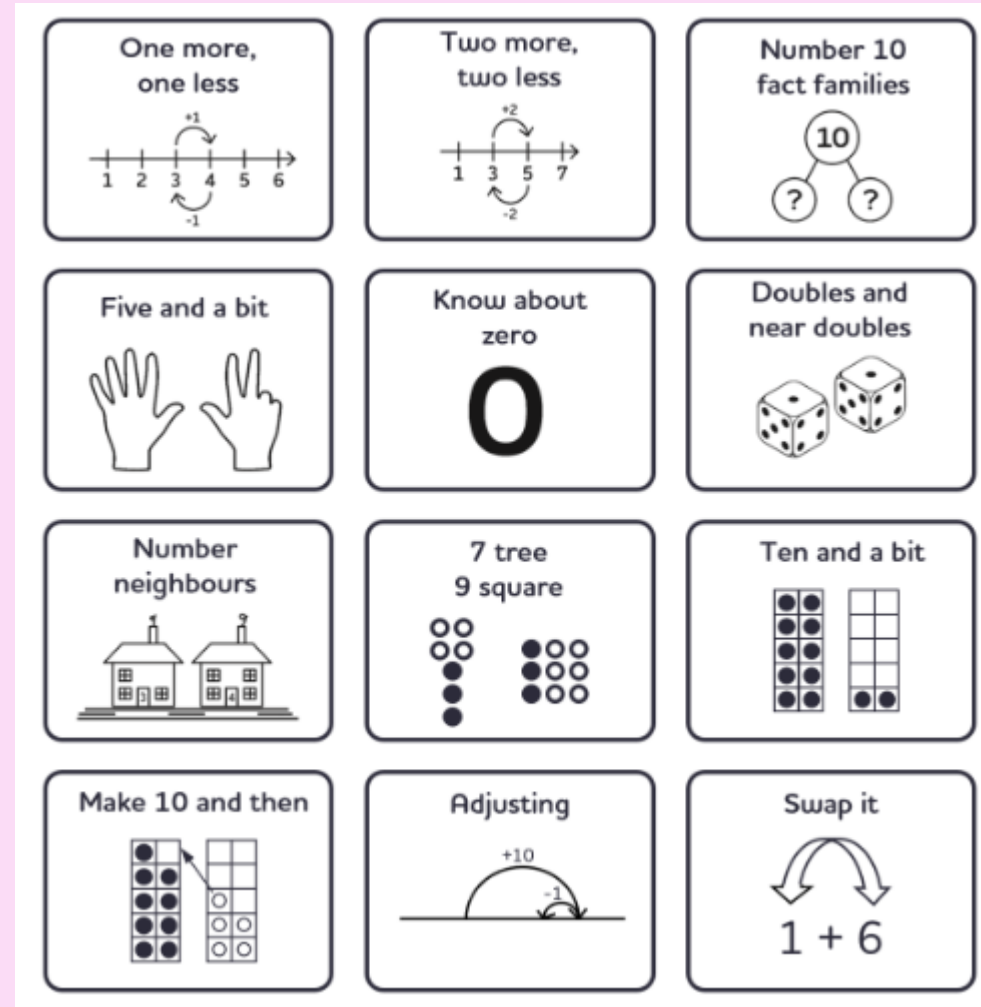 One more,
one less
+1
1 2 3 4 5 6
-1
Two more,
two less
+2
1 3 5 7
-2
Number 10
fact families
10
? ?
Five and a bit
Know about
zero
0
Doubles and
near doubles
Number
neighbours
3 4
7 tree
9 square
Ten and a bit
Make 10 and then
Adjusting
+10
-1
Swap it
1 + 6